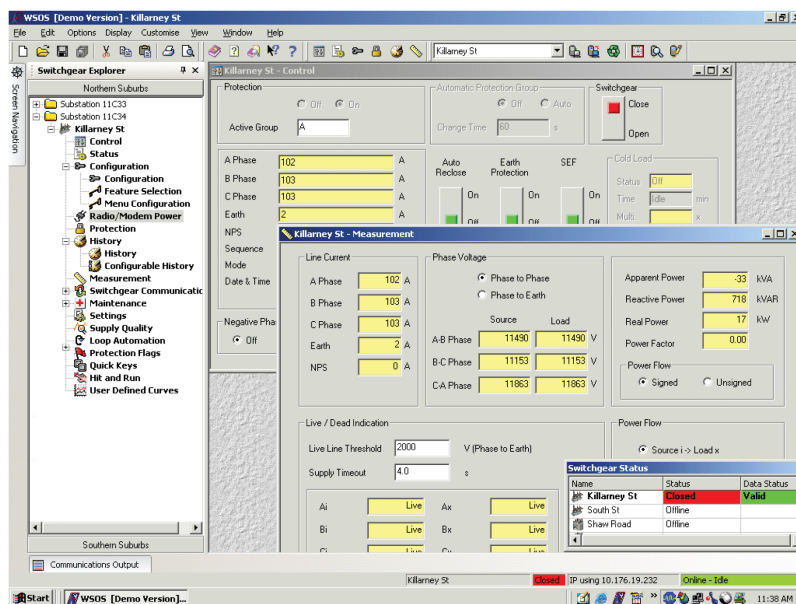 WSOS [Demo Version] - Killarney St
File Edit Options Display Customise View Window Help
Killarney St
Screen Navigation
Switchgear Explorer
Northern Suburbs
Substation 11C33
Substation 11C34
Killarney St
Control
Status
Configuration
Configuration
Feature Selection
Menu Configuration
Radio/Modem Power
Protection
History
History
Configurable History
Measurement
Switchgear Communicatic
Maintenance
Settings
Supply Quality
Loop Automation
Protection Flags
Quick Keys
Hit and Run
User Defined Curves
Southern Suburbs
Killarney St - Control
Protection
Off On
Active Group A
Automatic Protection Group
Off Auto
Change Time 60 s
Switchgear
Close
Open
A Phase 102 A
B Phase 103 A
C Phase 103 A
Earth 2 A
NPS
Sequence
Mode
Date & Time
Negative Pha
Off
Auto Reclose
On
Off
Earth Protection
On
Off
SEF
On
Off
Cold Load
Status Off
Time Idle min
Multi. x
Killarney St - Measurement
Line Current
A Phase 102 A
B Phase 103 A
C Phase 103 A
Earth 2 A
NPS 0 A
Phase Voltage
Phase to Phase
Phase to Earth
Source Load
A-B Phase 11490 11490 V
B-C Phase 11153 11153 V
C-A Phase 11863 11863 V
Apparent Power -33 kVA
Reactive Power 718 kVAR
Real Power 17 kW
Power Factor 0.00
Power Flow
Signed Unsigned
Live / Dead Indication
Live Line Threshold 2000 V (Phase to Earth)
Supply Timeout 4.0 s
Ai Live Ax Live
Bi Live Bx Live
Ci Live Cx Live
Power Flow
Source i -> Load x
Switchgear Status
Name Status Data Status
Killarney St Closed Valid
South St Offline
Shaw Road Offline
Communications Output
Killarney St Closed IP using 10.176.19.232 Online - Idle
Start WSOS [Demo Version]... 11:38 AM